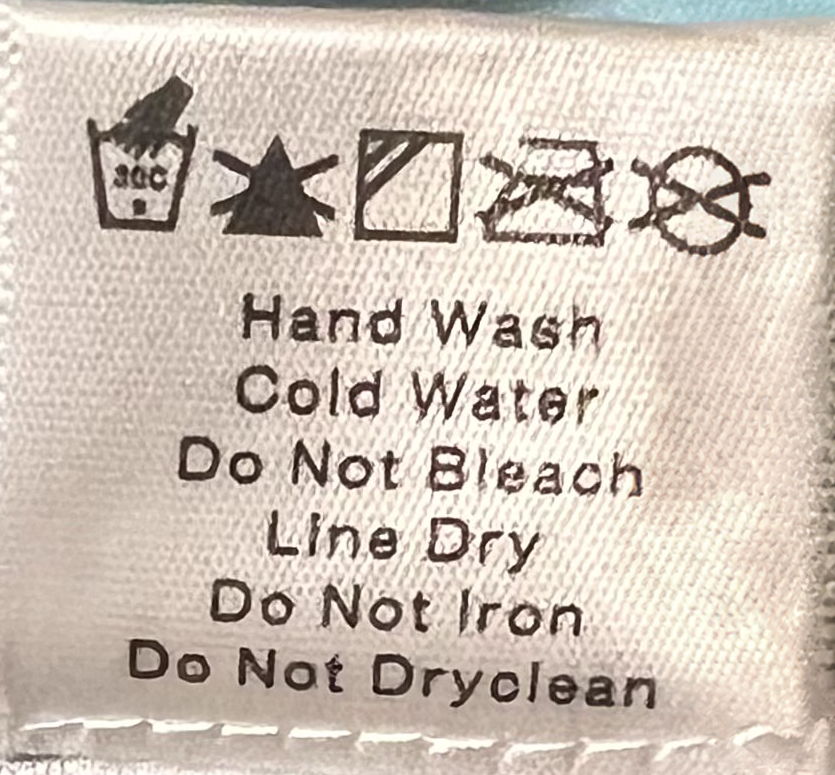 30C
Hand Wash
Cold Water
Do Not Bleach
Line Dry
Do Not Iron
Do Not Dryclean